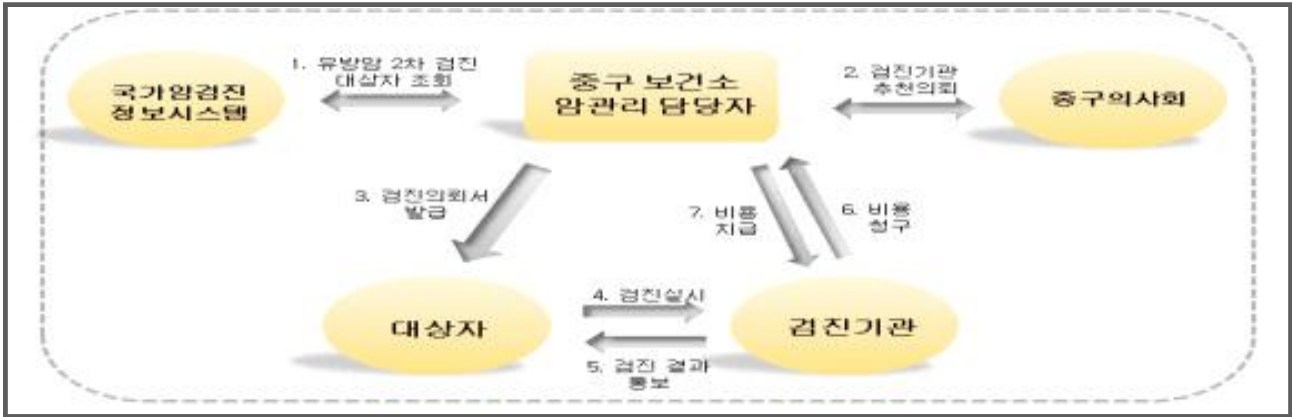 국가암검진
정보시스템
1. 유방암 2차 검진
대상자 조회
중구 보건소
암관리 담당자
2. 검진기관
추천의뢰
중구의사회
3. 검진의뢰서
발급
7. 비용
지급
6. 비용
청구
대상자
4. 검진실시
5. 검진 결과
통보
검진기관